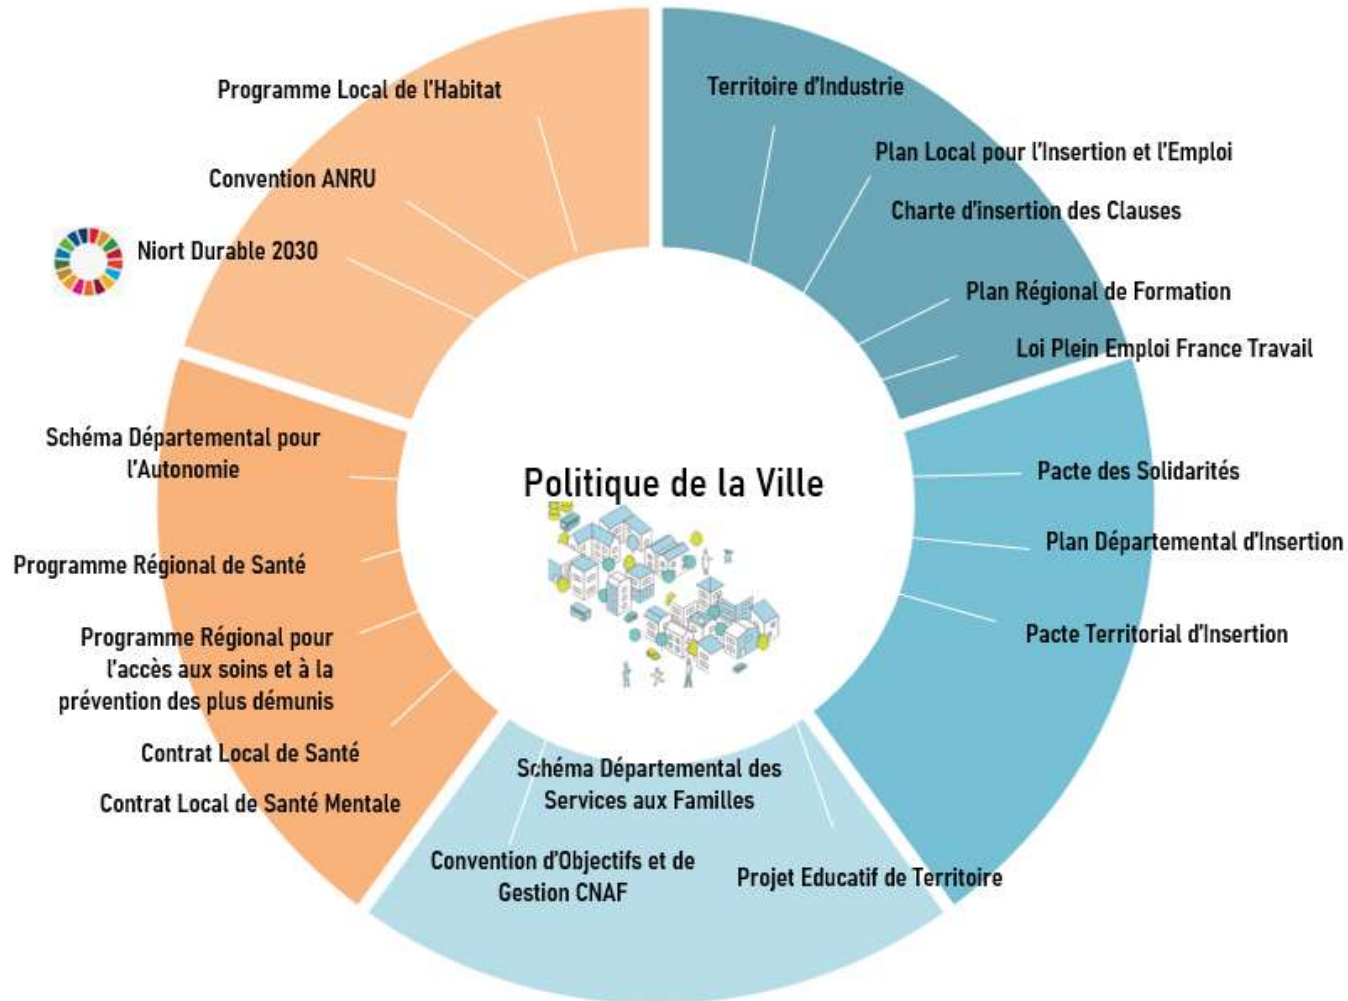 Programme Local de l'Habitat
Convention ANRU
Niort Durable 2030
Territoire d'Industrie
Plan Local pour l'Insertion et l'Emploi
Charte d'insertion des Clauses
Plan Régional de Formation
Loi Plein Emploi France Travail
Schéma Départemental pour
l'Autonomie
Programme Régional de Santé
Programme Régional pour
l'accès aux soins et à la
prévention des plus démunis
Contrat Local de Santé
Contrat Local de Santé Mentale
Politique de la Ville
Pacte des Solidarités
Plan Départemental d'Insertion
Pacte Territorial d'Insertion
Schéma Départemental des
Services aux Familles
Convention d'Objectifs et de
Gestion CNAF
Projet Educatif de Territoire